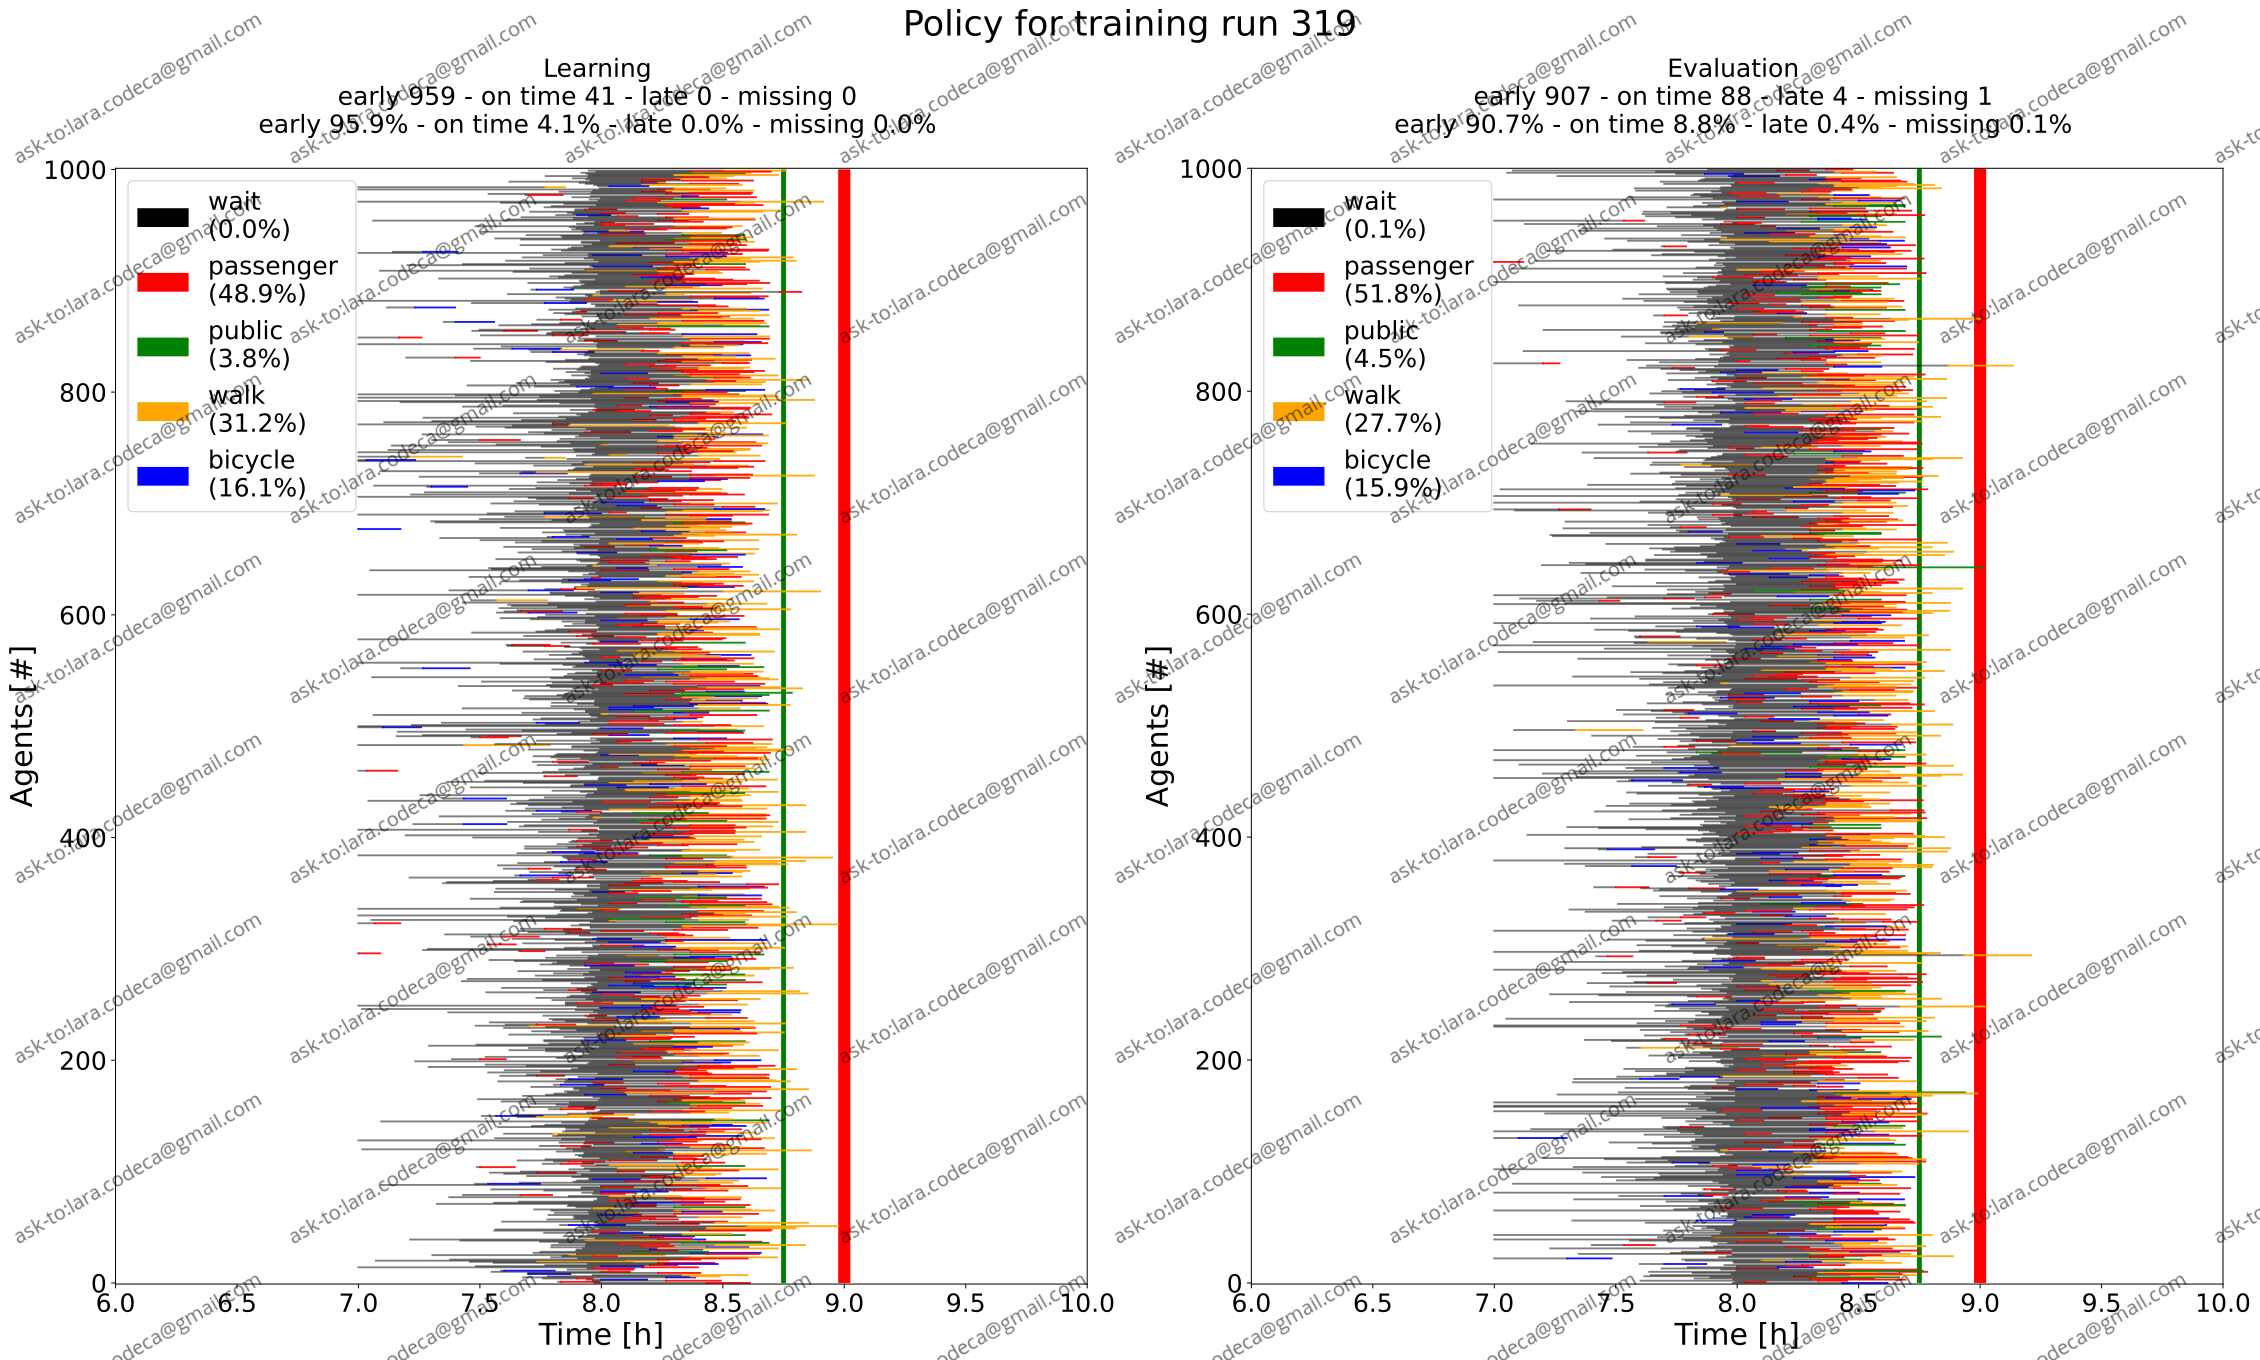 Policy for training run 319
Learning
early 959 - on time 41 - late 0 - missing 0
early 95.9% - on time 4.1% - late 0.0% - missing 0.0%
1000
800
600
400
200
0
Agents [#]
wait
(0.0%)
passenger
(48.9%)
public
(3.8%)
walk
(31.2%)
bicycle
(16.1%)
6.0 6.5 7.0 7.5 8.0 8.5 9.0 9.5 10.0
Time [h]
Evaluation
early 907 - on time 88 - late 4 - missing 1
early 90.7% - on time 8.8% - late 0.4% - missing 0.1%
1000
800
600
400
200
0
Agents [#]
wait
(0.1%)
passenger
(51.8%)
public
(4.5%)
walk
(27.7%)
bicycle
(15.9%)
6.0 6.5 7.0 7.5 8.0 8.5 9.0 9.5 10.0
Time [h]
ask-to:lara.codeca@gmail.com